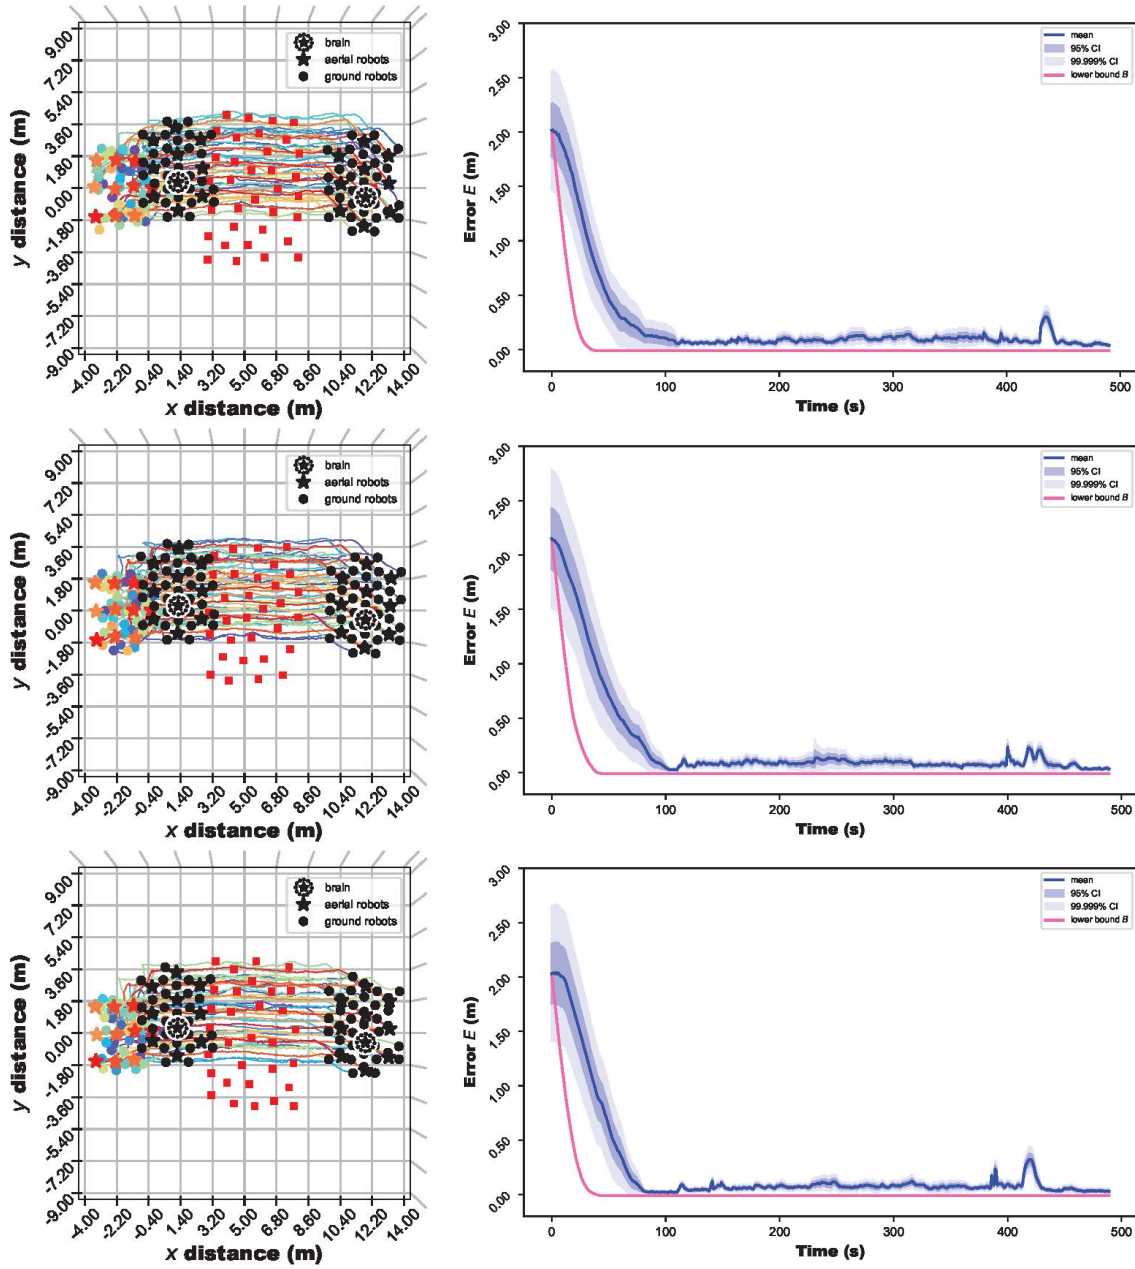 9.00
7.20
5.40
3.60
1.80
0.00
-1.80
-3.60
-5.40
-7.20
-9.00
y distance (m)
brain
aerial robots
ground robots
-4.00 -2.20 -0.40 1.40 3.20 5.00 6.80 8.80 10.40 12.20 14.00
x distance (m)
3.00
2.50
2.00
1.50
1.00
0.50
0.00
Error E (m)
mean
95% CI
99.999% CI
lower bound B
0 100 200 300 400 500
Time (s)
9.00
7.20
5.40
3.60
1.80
0.00
-1.80
-3.60
-5.40
-7.20
-9.00
y distance (m)
brain
aerial robots
ground robots
-4.00 -2.20 -0.40 1.40 3.20 5.00 6.80 8.80 10.40 12.20 14.00
x distance (m)
3.00
2.50
2.00
1.50
1.00
0.50
0.00
Error E (m)
mean
95% CI
99.999% CI
lower bound B
0 100 200 300 400 500
Time (s)
9.00
7.20
5.40
3.60
1.80
0.00
-1.80
-3.60
-5.40
-7.20
-9.00
y distance (m)
brain
aerial robots
ground robots
-4.00 -2.20 -0.40 1.40 3.20 5.00 6.80 8.80 10.40 12.20 14.00
x distance (m)
3.00
2.50
2.00
1.50
1.00
0.50
0.00
Error E (m)
mean
95% CI
99.999% CI
lower bound B
0 100 200 300 400 500
Time (s)